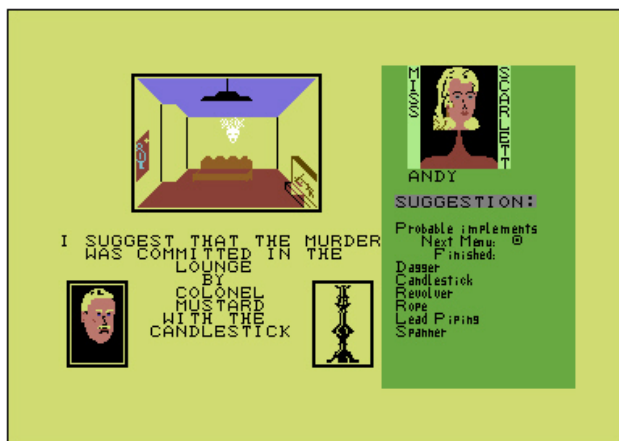 MISS SCARLETT
ANDY
SUGGESTION:
Probable implements
Next Menu:
Finished:
Dagger
Candlestick
Revolver
Rope
Lead Piping
Spanner
I SUGGEST THAT THE MURDER
WAS COMMITTED IN THE
LOUNGE
BY
COLONEL
MUSTARD
WITH THE
CANDLESTICK